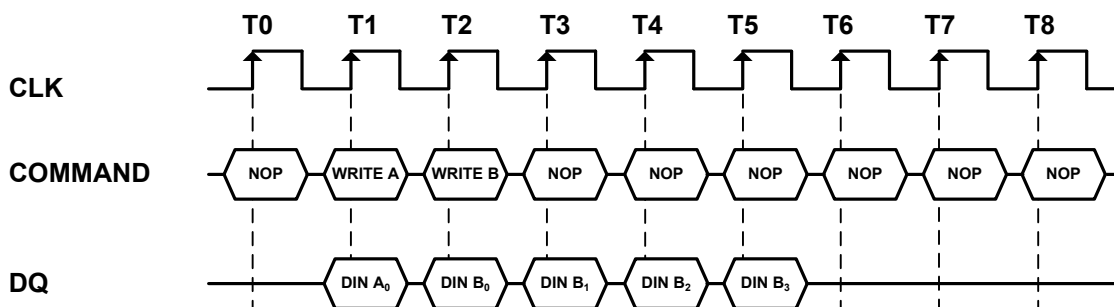 T0 T1 T2 T3 T4 T5 T6 T7 T8
CLK
COMMAND NOP WRITE A WRITE B NOP NOP NOP NOP NOP NOP
DQ DIN A₀ DIN B₀ DIN B₁ DIN B₂ DIN B₃